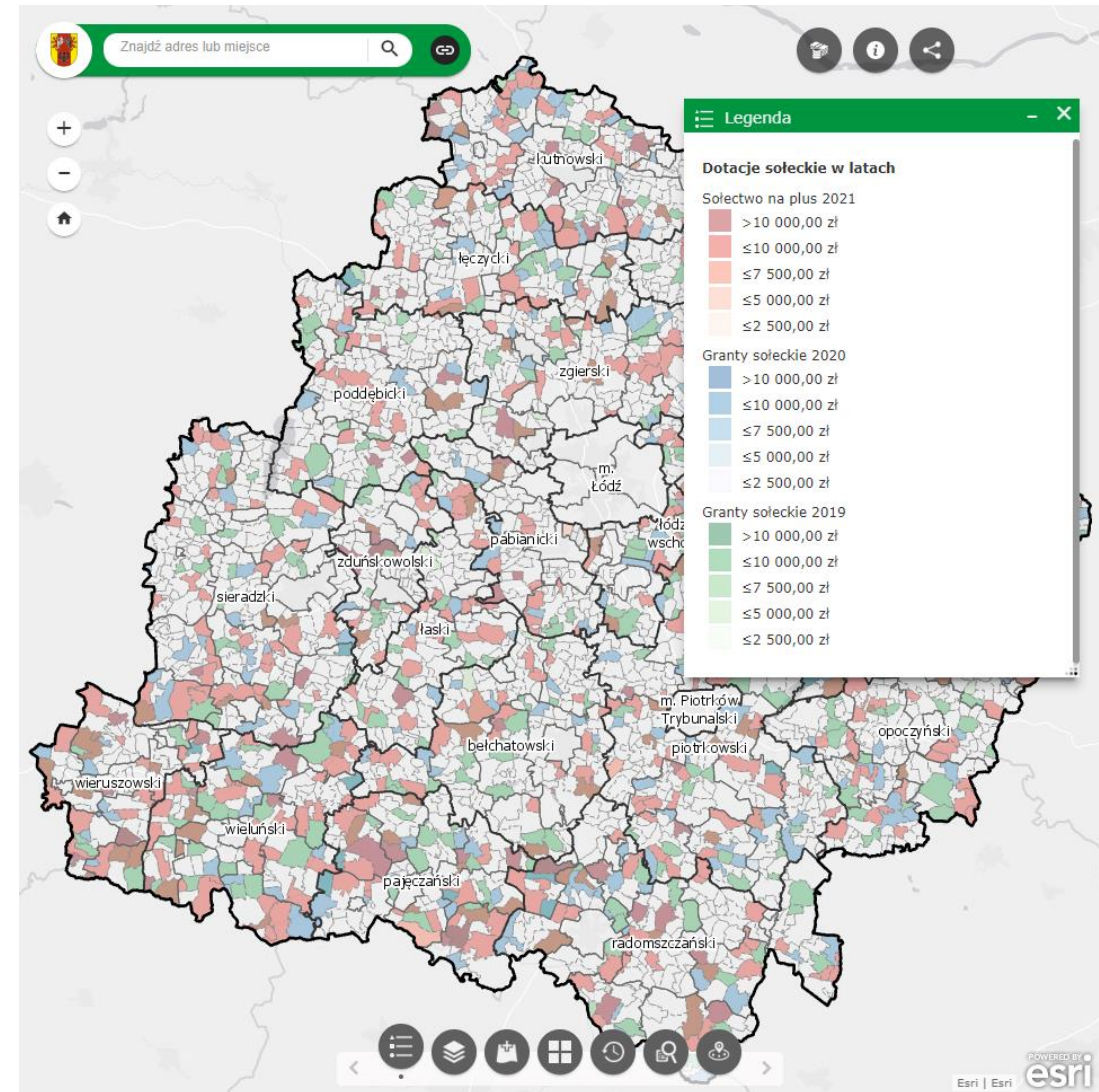 Znajdź adres lub miejsce
Legenda
Dotacje sołeckie w latach
Sołectwo na plus 2021
>10 000,00 zł
≤10 000,00 zł
≤7 500,00 zł
≤5 000,00 zł
≤2 500,00 zł
Granty sołeckie 2020
>10 000,00 zł
≤10 000,00 zł
≤7 500,00 zł
≤5 000,00 zł
≤2 500,00 zł
Granty sołeckie 2019
>10 000,00 zł
≤10 000,00 zł
≤7 500,00 zł
≤5 000,00 zł
≤2 500,00 zł
kutnowski
łęczycki
zgierski
poddębicki
m.
Łódź
pabianicki
zduńskowolski
sieradzki
łaski
m. Piotrków
Trybunalski
opoczyński
bełchatowski
piotrkowski
wieruszowski
wieluński
pajęczański
radomszczański
POWERED BY
esri
Esri | Esri